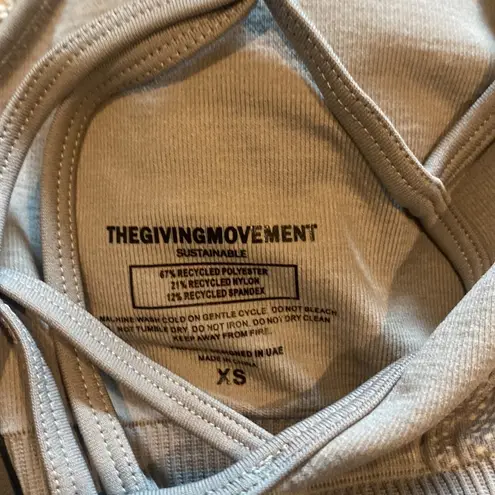 THEGIVINGMOVEMENT
SUSTAINABLE
67% RECYCLED POLYESTER
21% RECYCLED NYLON
12% RECYCLED SPANDEX
MACHINE WASH COLD ON GENTLE CYCLE. DO NOT BLEACH
NOT TUMBLE DRY. DO NOT IRON. DO NOT DRY CLEAN
KEEP AWAY FROM FIRE.
DESIGNED IN UAE
MADE IN
XS